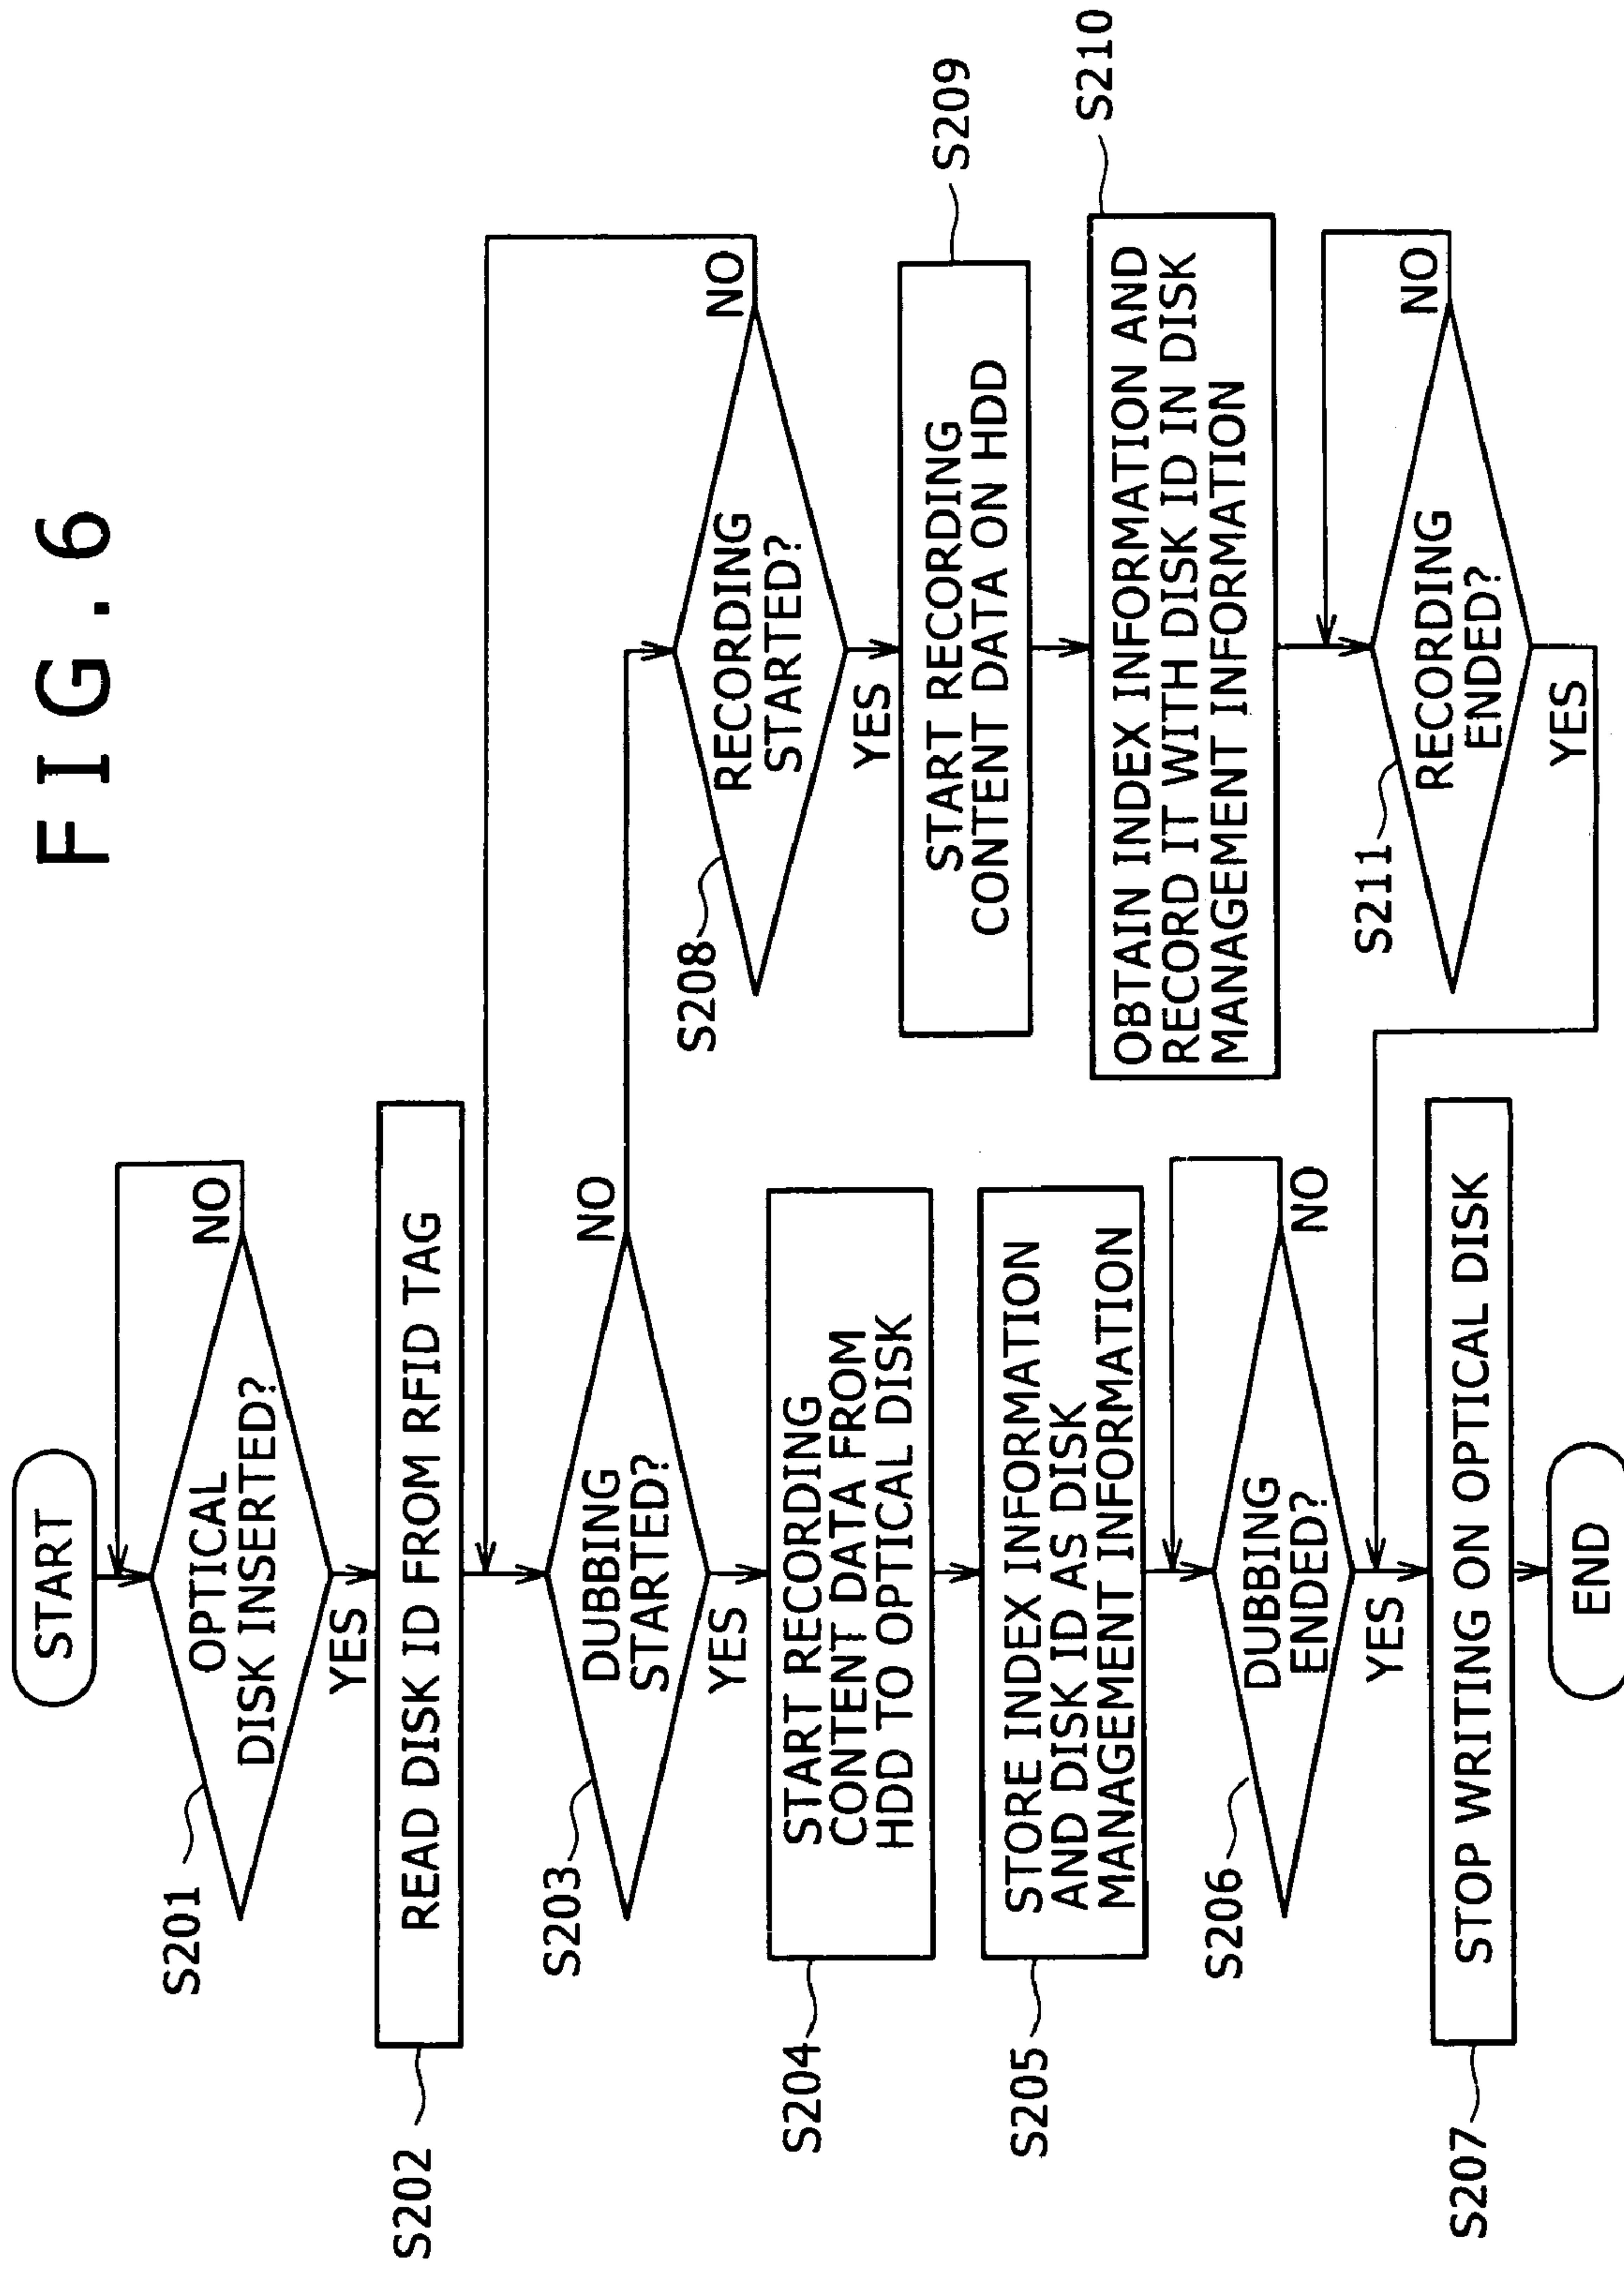 FIG. 6
START
S201
OPTICAL
DISK INSERTED?
NO
YES
S202
READ DISK ID FROM RFID TAG
S203
DUBBING
STARTED?
NO
YES
S204
START RECORDING
CONTENT DATA FROM
HDD TO OPTICAL DISK
S205
STORE INDEX INFORMATION
AND DISK ID AS DISK
MANAGEMENT INFORMATION
S206
DUBBING
ENDED?
NO
YES
S207
STOP WRITING ON OPTICAL DISK
END
S208
RECORDING
STARTED?
NO
YES
START RECORDING
CONTENT DATA ON HDD
S209
OBTAIN INDEX INFORMATION AND
RECORD IT WITH DISK ID IN DISK
MANAGEMENT INFORMATION
S210
S211
RECORDING
ENDED?
NO
YES